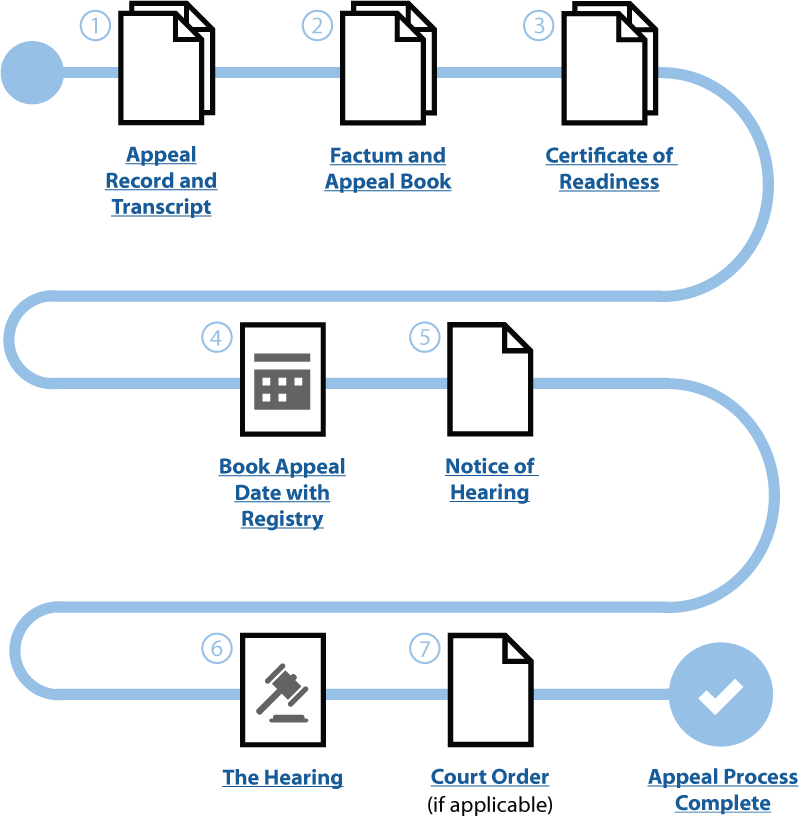 1
2
3
Appeal
Record and
Transcript
Factum and
Appeal Book
Certificate of
Readiness
4
5
Book Appeal
Date with
Registry
Notice of
Hearing
6
7
The Hearing
Court Order
(if applicable)
Appeal Process
Complete